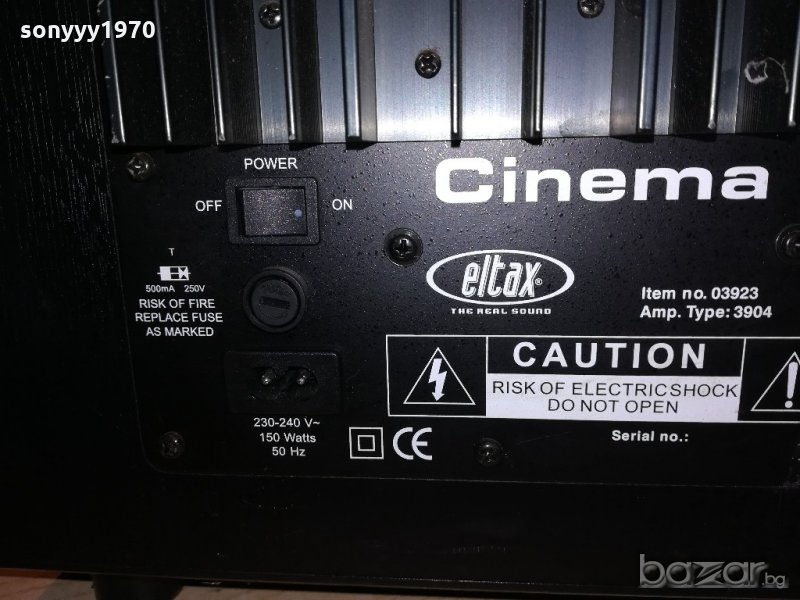 sonyyy1970
POWER
OFF
ON
Cinema
T
500mA 250V
RISK OF FIRE
REPLACE FUSE
AS MARKED
eltax®
THE REAL SOUND
Item no. 03923
Amp. Type: 3904
CAUTION
RISK OF ELECTRIC SHOCK
DO NOT OPEN
230-240 V~
150 Watts
50 Hz
CE
Serial no.:
bazar.bg